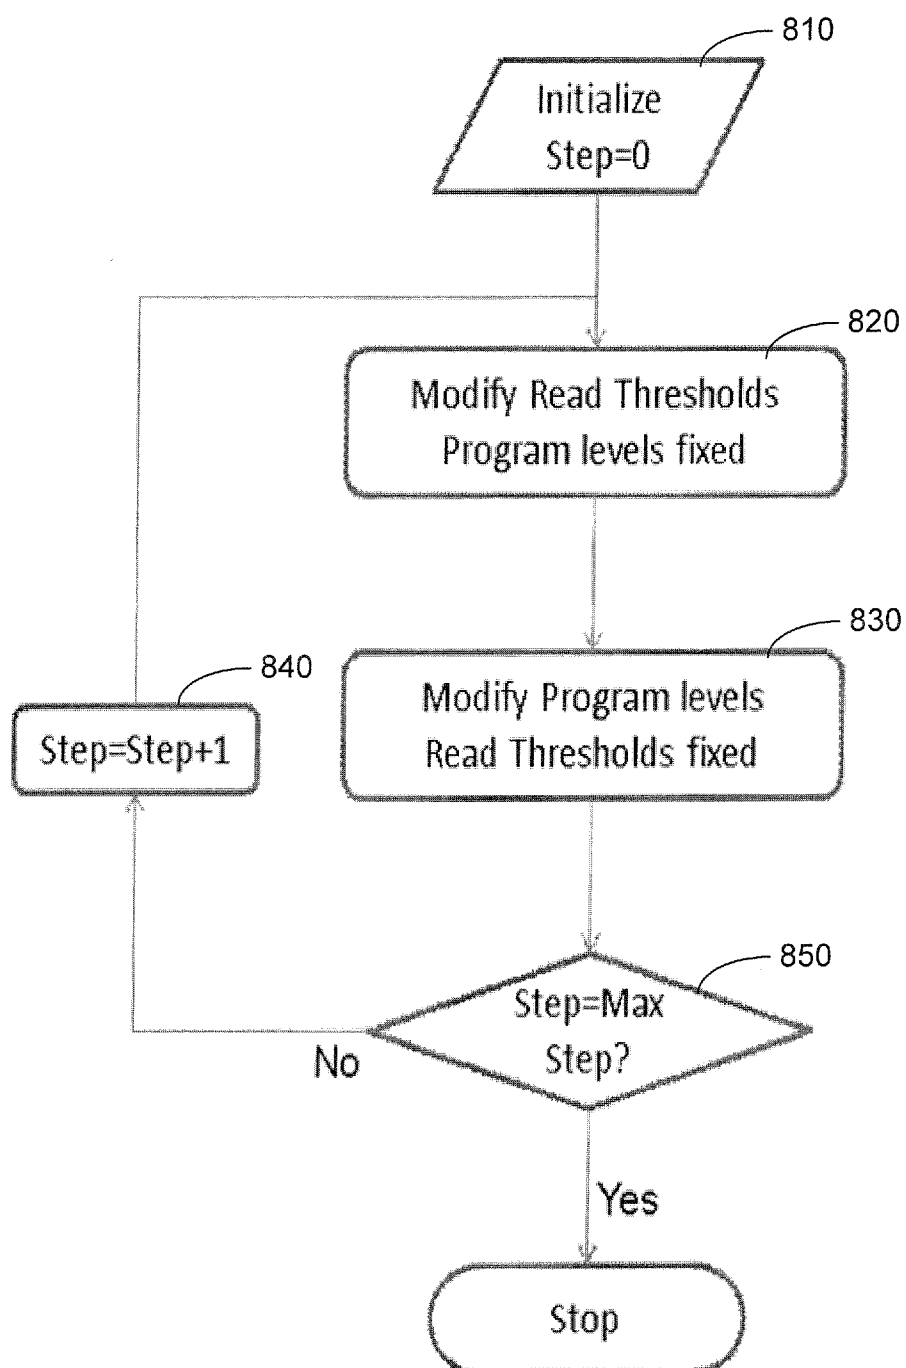 810
Initialize
Step=0
820
Modify Read Thresholds
Program levels fixed
830
Modify Program levels
Read Thresholds fixed
840
Step=Step+1
850
Step=Max
Step?
No
Yes
Stop